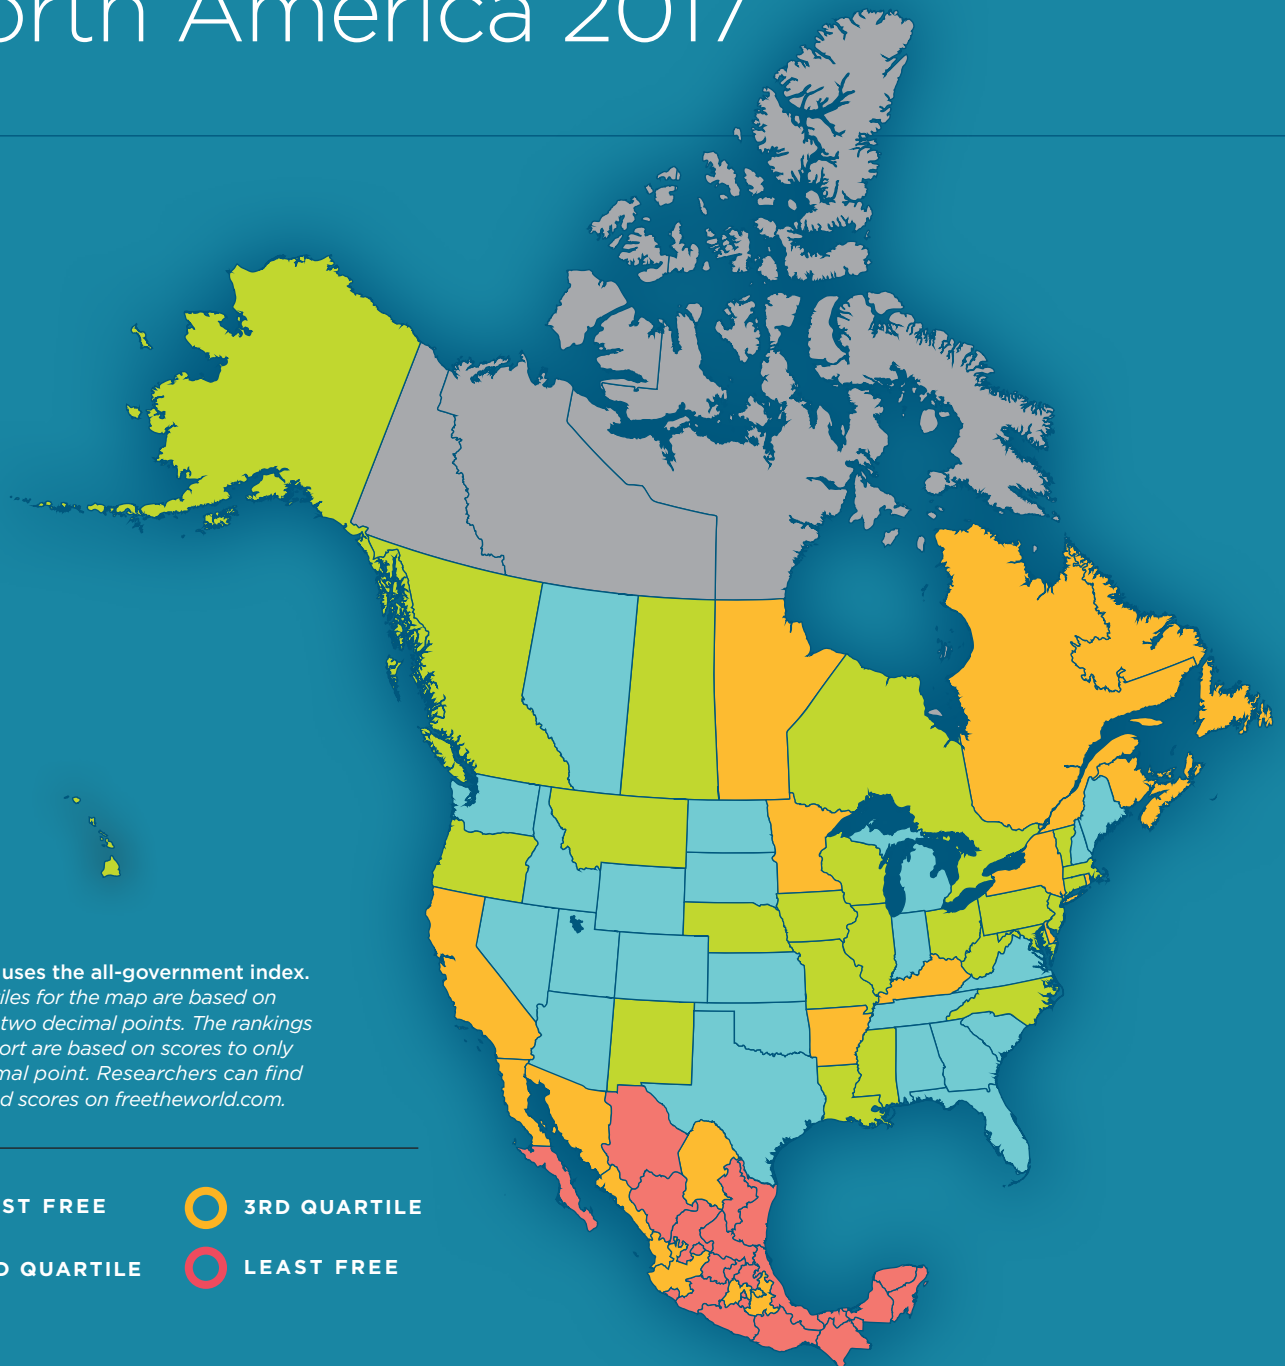 orth America 2017
uses the all-government index.
iles for the map are based on
two decimal points. The rankings
ort are based on scores to only
mal point. Researchers can find
d scores on freetheworld.com.
ST FREE
3RD QUARTILE
D QUARTILE
LEAST FREE